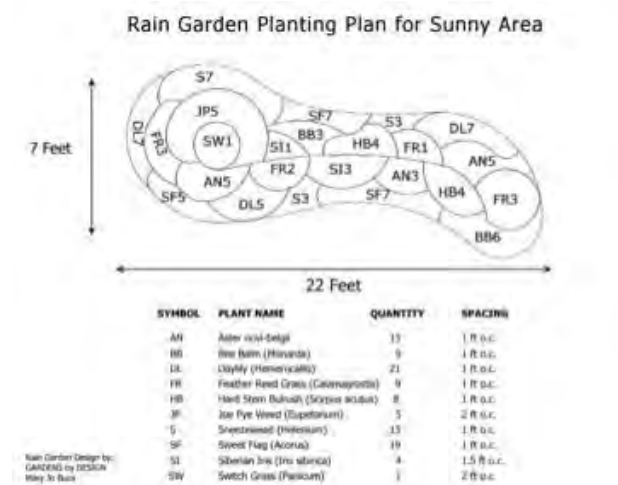 Rain Garden Planting Plan for Sunny Area
S7
SF7
S3
DL7
JP5
DL7
FR3
BB3
HB4
FR1
SW1
SI1
AN5
7 Feet
FR2
SI3
AN3
AN5
HB4
FR3
SF5
DL5
S3
SF7
BB6
22 Feet
SYMBOL PLANT NAME QUANTITY SPACING
AN Aster novi-belgii 13 1 ft o.c.
BB Bee Balm (Monarda) 9 1 ft o.c.
DL Daylily (Hemerocallis) 21 1 ft o.c.
FR Feather Reed Grass (Calamagrostis) 9 1 ft o.c.
HB Hard Stem Bulrush (Scirpus acutus) 8 1 ft o.c.
JP Joe Pye Weed (Eupatorium) 5 2 ft o.c.
S Sneezeweed (Helenium) 13 1 ft o.c.
SF Sweet Flag (Acorus) 19 1 ft o.c.
SI Siberian Iris (Iris siberica) 4 1.5 ft o.c.
SW Switch Grass (Panicum) 1 2 ft o.c.
Rain Garden Design by:
GARDENS by DESIGN
Mary Jo Bucs